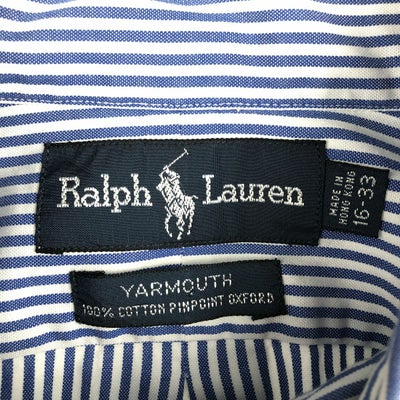 Ralph Lauren
MADE IN
HONG KONG
16-33
YARMOUTH
100% COTTON PINPOINT OXFORD